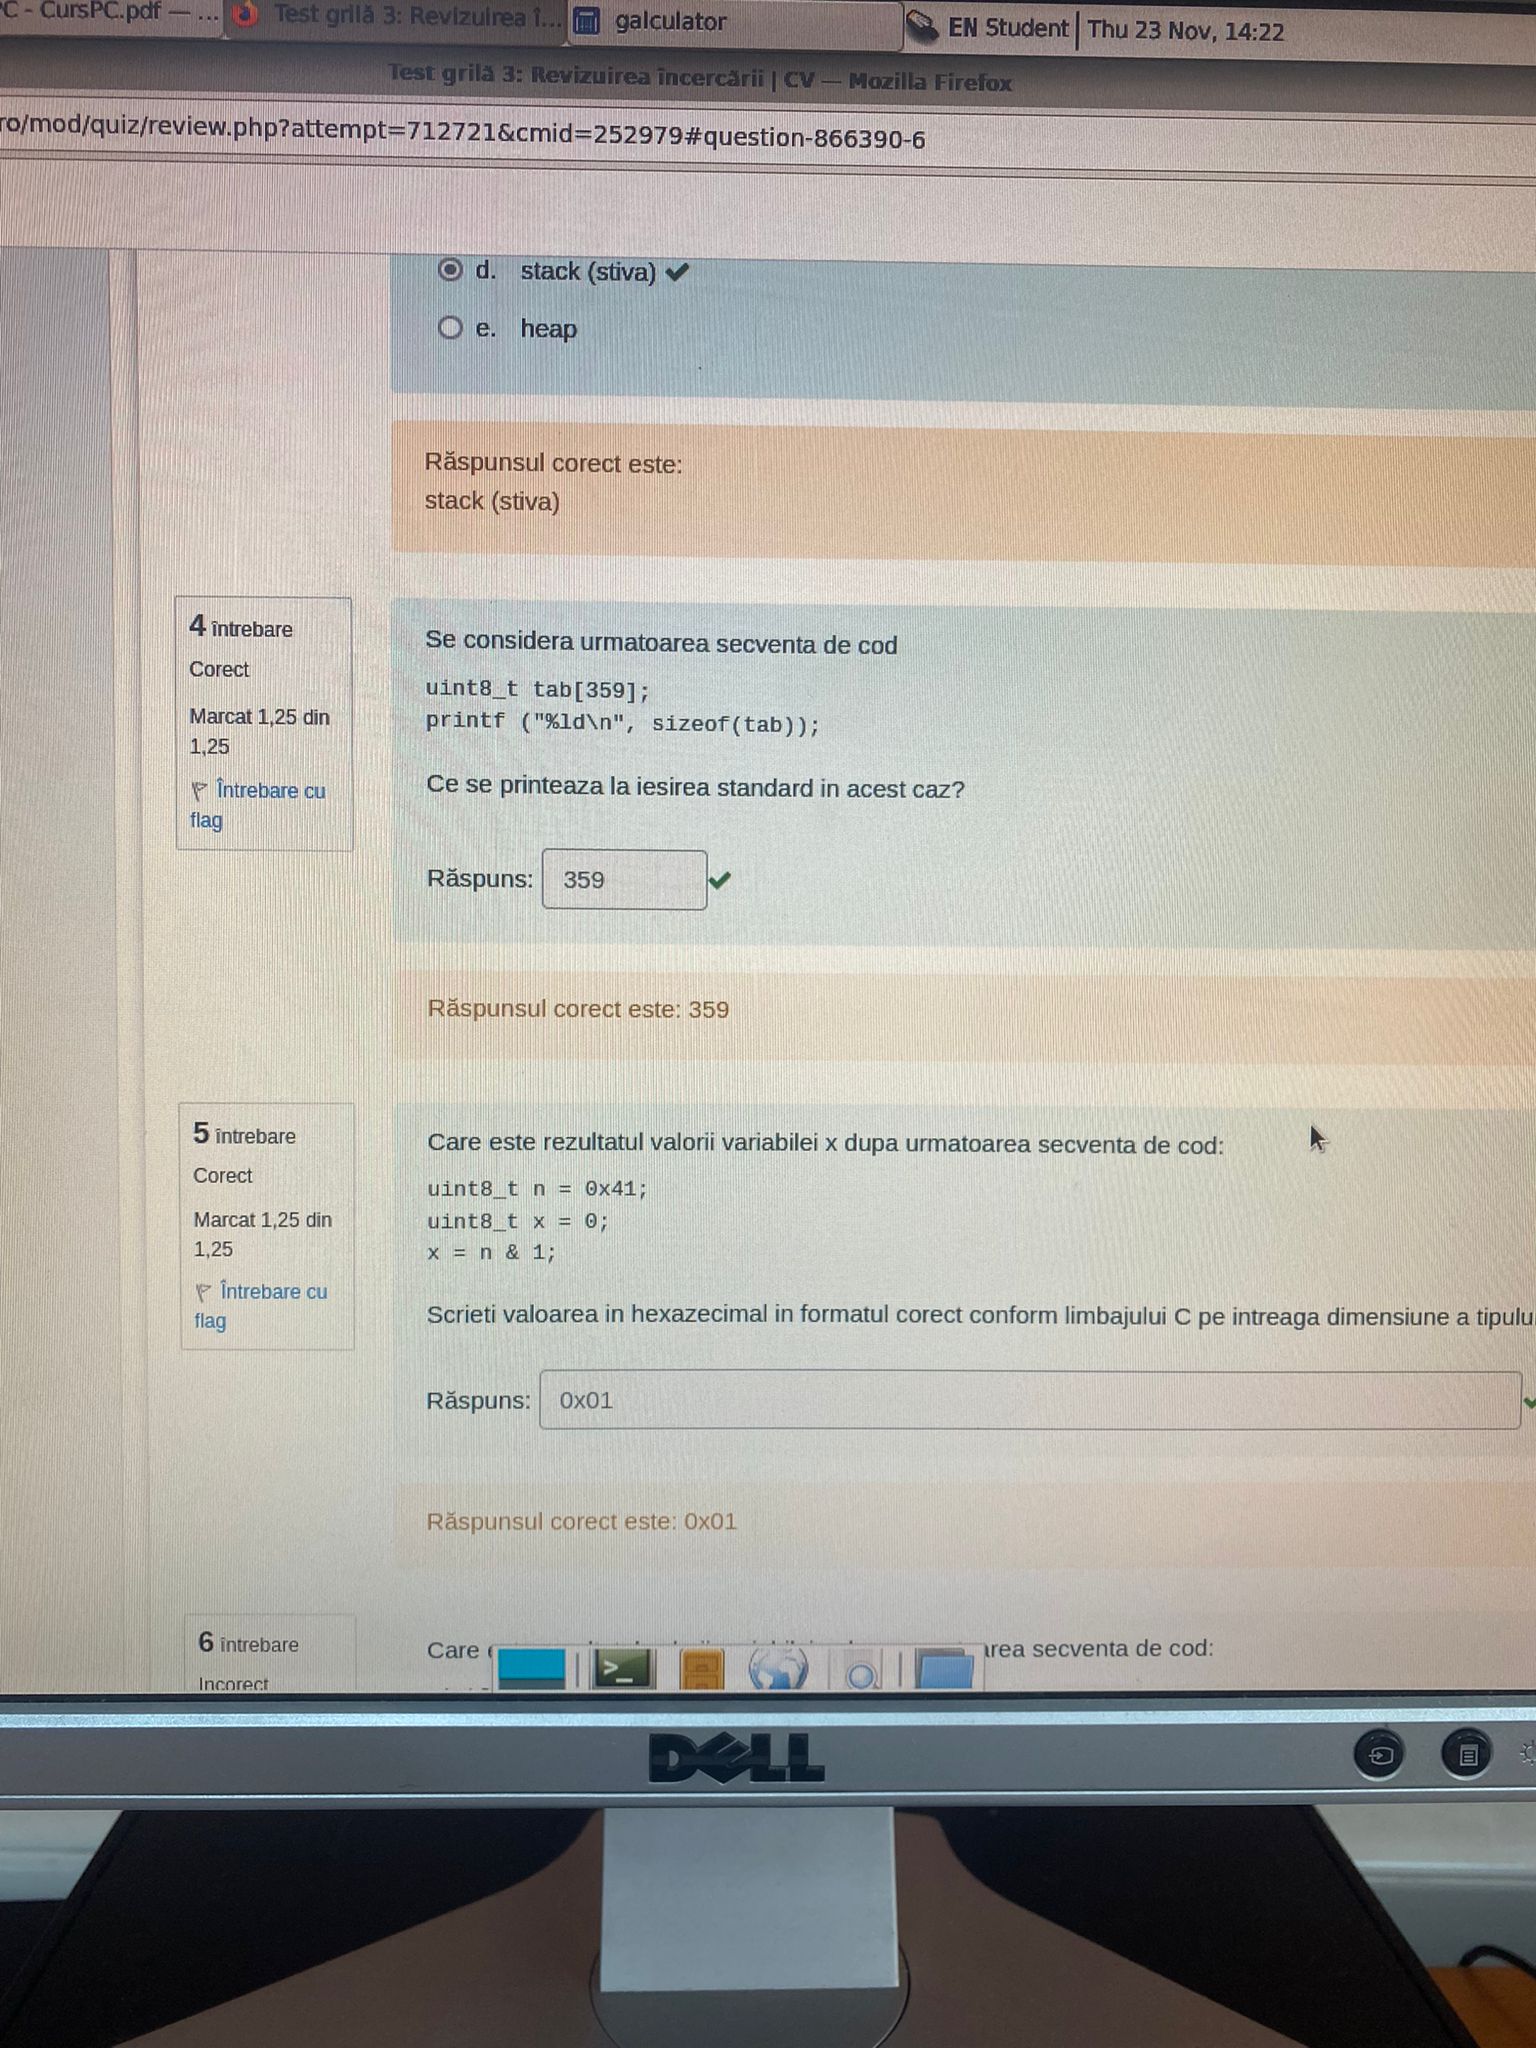 PC - CursPC.pdf — ...
Test grilă 3: Revizuirea î...
galculator
EN Student
Thu 23 Nov, 14:22
Test grilă 3: Revizuirea încercării | CV — Mozilla Firefox
ro/mod/quiz/review.php?attempt=712721&cmid=252979#question-866390-6
d. stack (stiva)
e. heap
Răspunsul corect este:
stack (stiva)
4 întrebare
Corect
Marcat 1,25 din
1,25
Întrebare cu
flag
Se considera urmatoarea secventa de cod
uint8_t tab[359];
printf ("%ld\n", sizeof(tab));
Ce se printeaza la iesirea standard in acest caz?
Răspuns: 359
Răspunsul corect este: 359
5 întrebare
Corect
Marcat 1,25 din
1,25
Întrebare cu
flag
Care este rezultatul valorii variabilei x dupa urmatoarea secventa de cod:
uint8_t n = 0x41;
uint8_t x = 0;
x = n & 1;
Scrieti valoarea in hexazecimal in formatul corect conform limbajului C pe intreaga dimensiune a tipulu
Răspuns: 0x01
Răspunsul corect este: 0x01
6 întrebare
Incorect
Care
area secventa de cod:
DELL